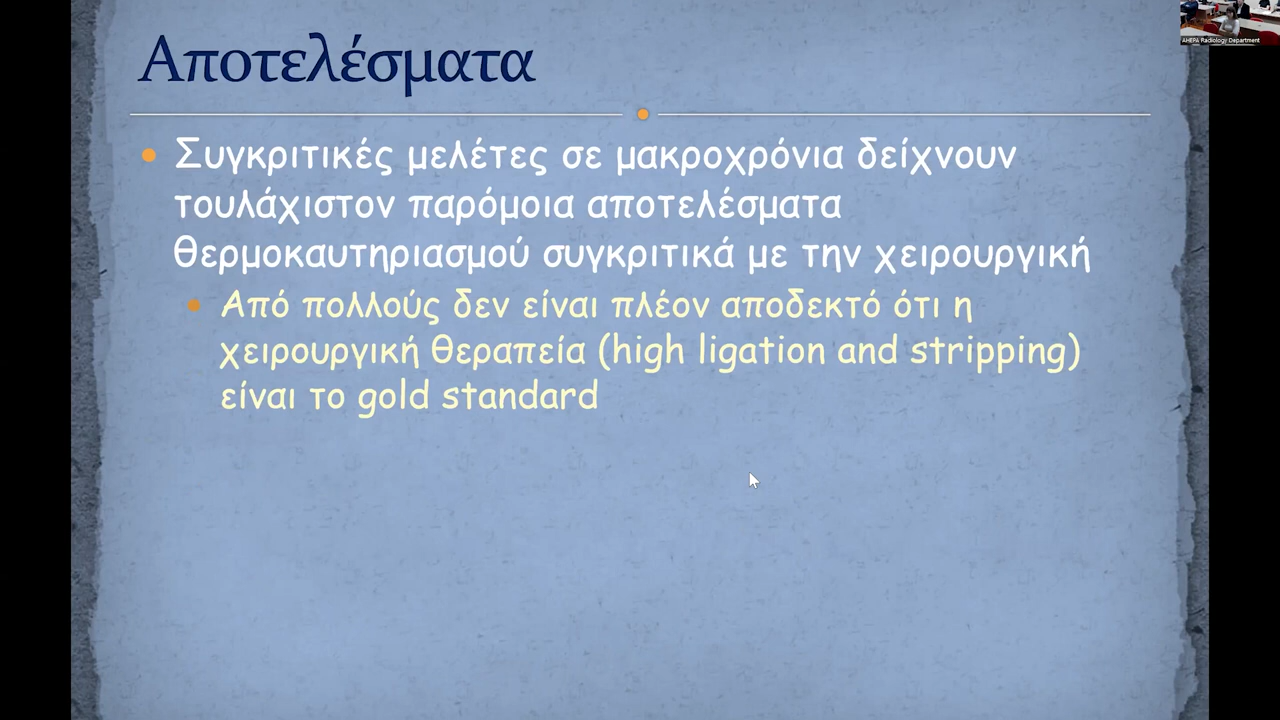 Αποτελέσματα
Συγκριτικές μελέτες σε μακροχρόνια δείχνουν
τουλάχιστον παρόμοια αποτελέσματα
θερμοκαυτηριασμού συγκριτικά με την χειρουργική
Από πολλούς δεν είναι πλέον αποδεκτό ότι η
χειρουργική θεραπεία (high ligation and stripping)
είναι το gold standard
AHEPA Radiology Department